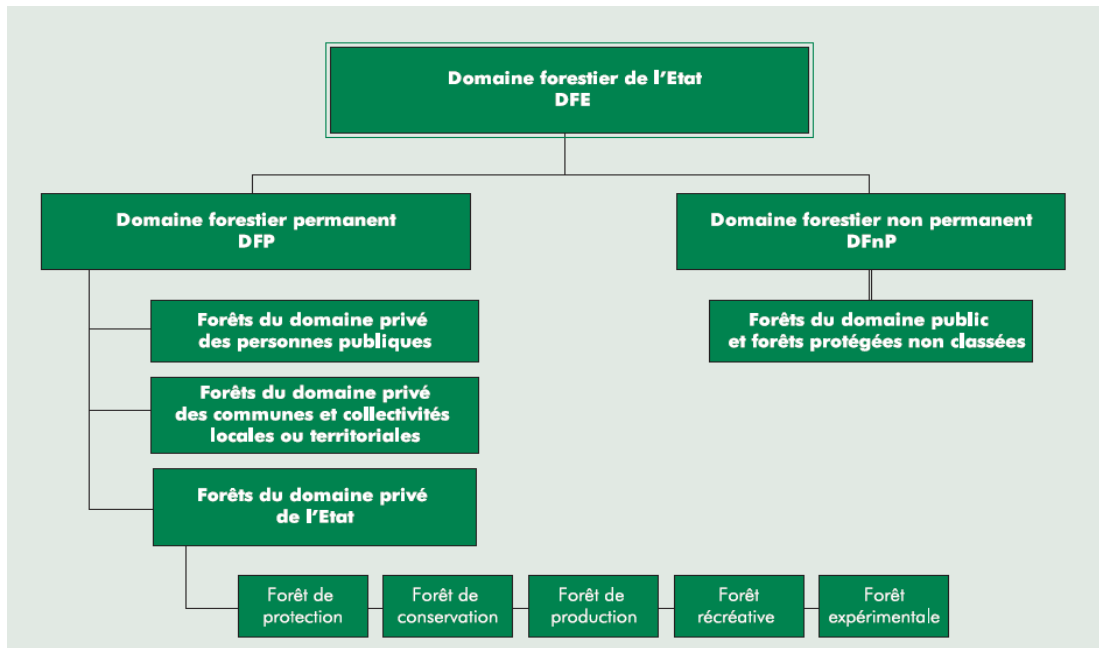 Domaine forestier de l'Etat
DFE
Domaine forestier permanent
DFP
Domaine forestier non permanent
DFnP
Forêts du domaine privé
des personnes publiques
Forêts du domaine public
et forêts protégées non classées
Forêts du domaine privé
des communes et collectivités
locales ou territoriales
Forêts du domaine privé
de l'Etat
Forêt de
protection
Forêt de
conservation
Forêt de
production
Forêt
récréative
Forêt
expérimentale